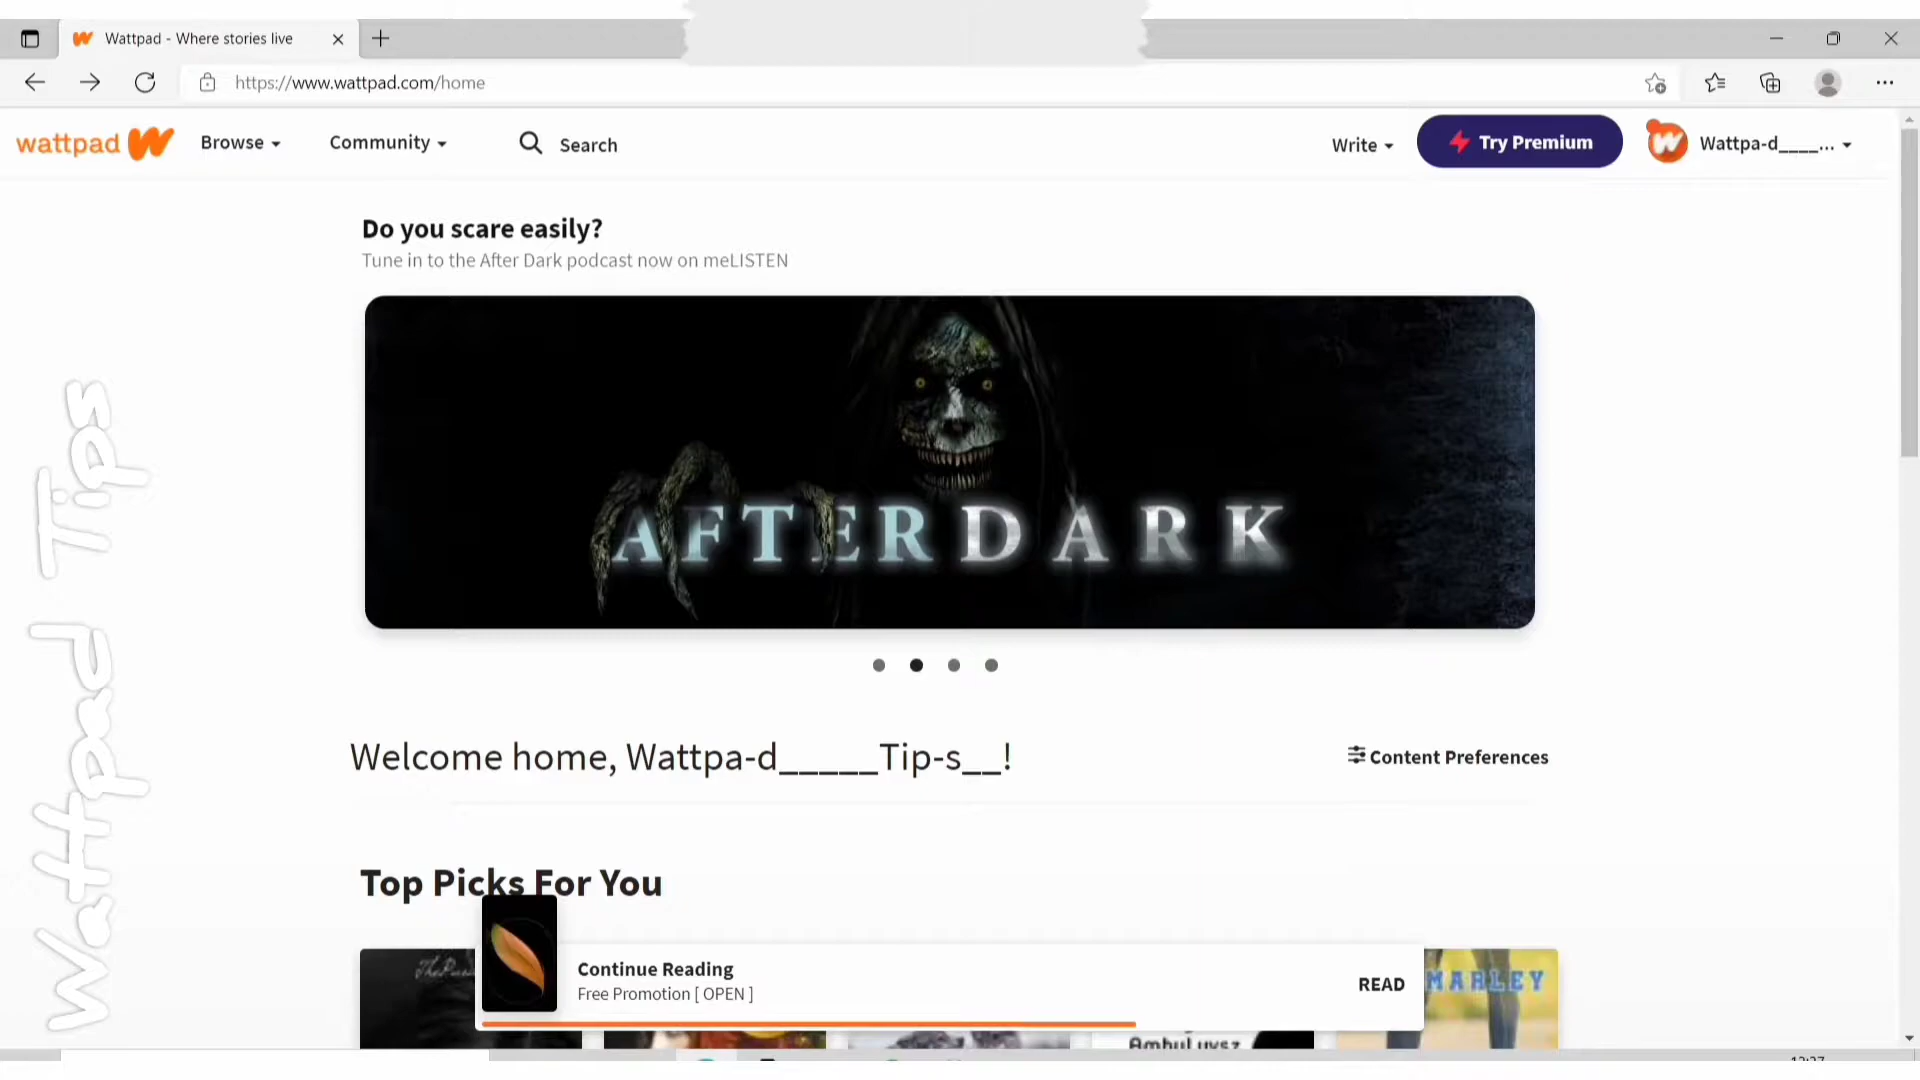 Wattpad - Where stories live
https://www.wattpad.com/home
wattpad
Browse
Community
Search
Write
Try Premium
Wattpa-d____...
Do you scare easily?
Tune in to the After Dark podcast now on meLISTEN
AFTERDARK
Welcome home, Wattpa-d_____Tip-s__!
Content Preferences
Top Picks For You
Continue Reading
Free Promotion [ OPEN ]
READ
MARLEY
Wattpad Tips